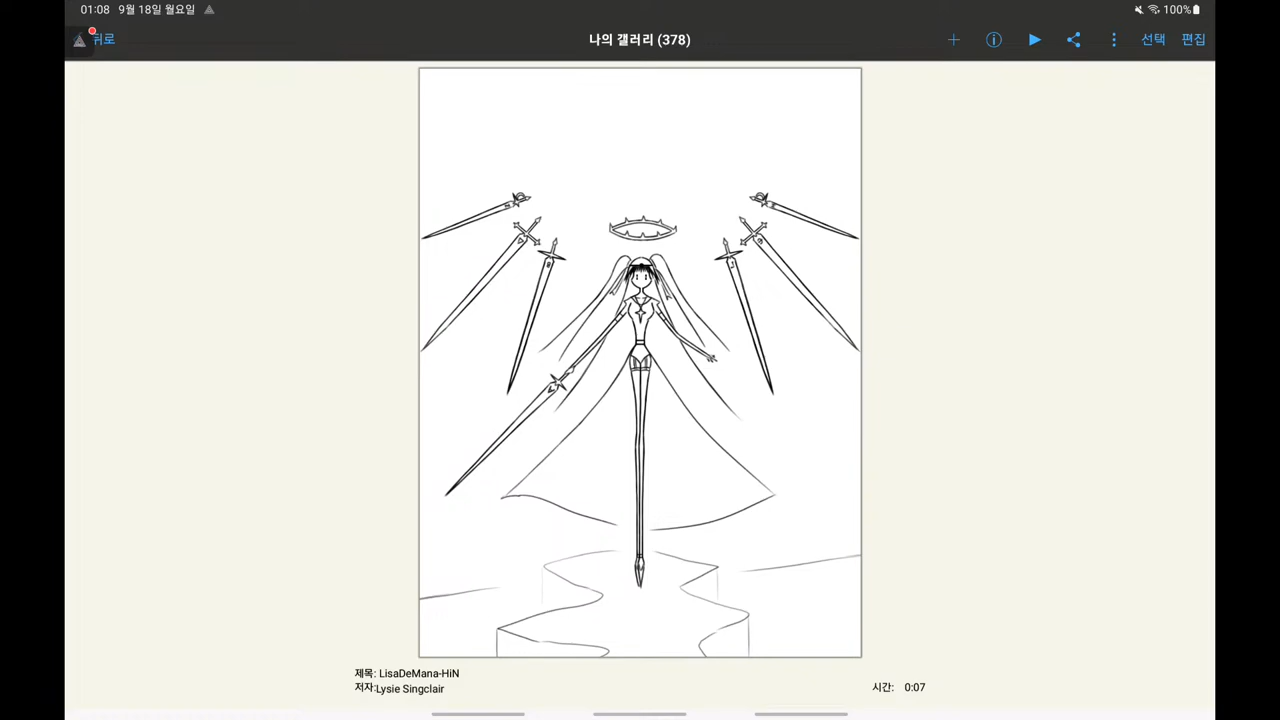 01:08 9월 18일 월요일 100%
뒤로 나의 갤러리 (378) 선택 편집
제목: LisaDeMana-HiN
저자:Lysie Singclair 시간: 0:07